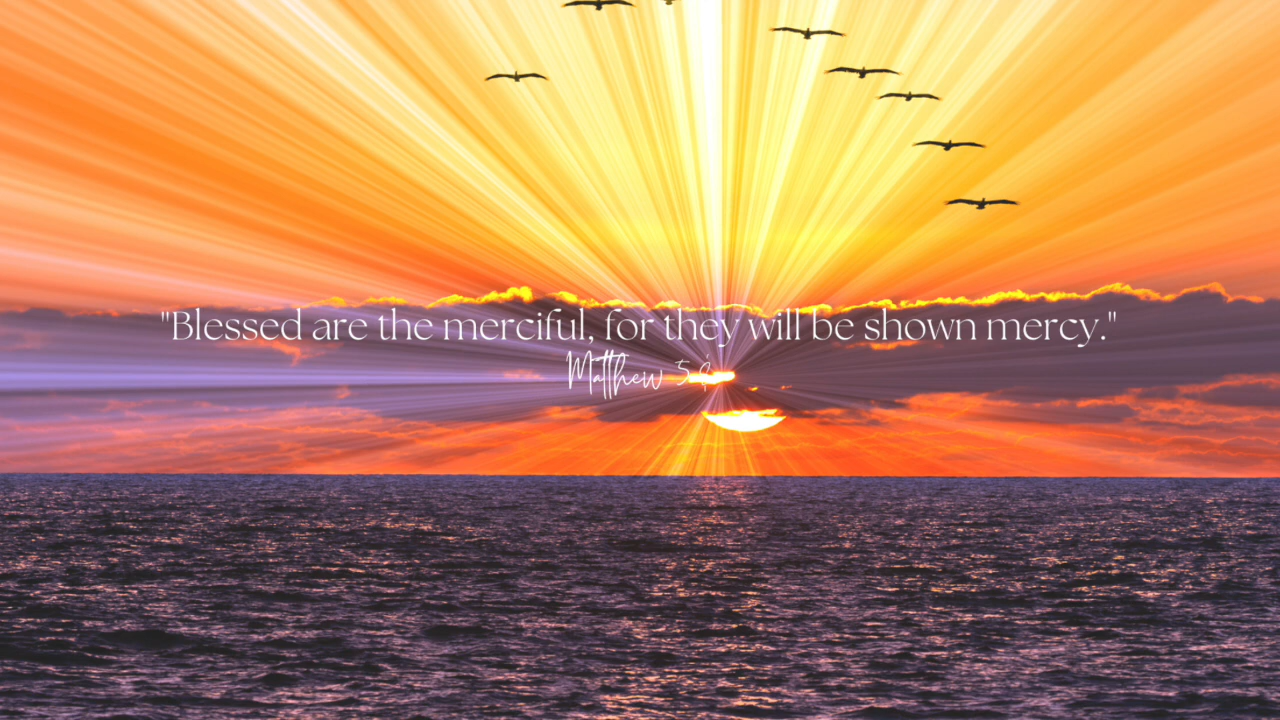 "Blessed are the merciful, for they will be shown mercy."
Matthew 5: